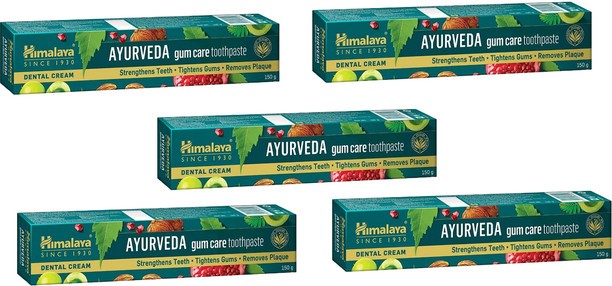 Himalaya
SINCE 1930
AYURVEDA gum care toothpaste
DENTAL CREAM
Strengthens Teeth • Tightens Gums • Removes Plaque
150 g
Himalaya
SINCE 1930
AYURVEDA gum care toothpaste
DENTAL CREAM
Strengthens Teeth • Tightens Gums • Removes Plaque
150 g
Himalaya
SINCE 1930
AYURVEDA gum care toothpaste
DENTAL CREAM
Strengthens Teeth • Tightens Gums • Removes Plaque
150 g
Himalaya
SINCE 1930
AYURVEDA gum care toothpaste
DENTAL CREAM
Strengthens Teeth • Tightens Gums • Removes Plaque
150 g
Himalaya
SINCE 1930
AYURVEDA gum care toothpaste
DENTAL CREAM
Strengthens Teeth • Tightens Gums • Removes Plaque
150 g